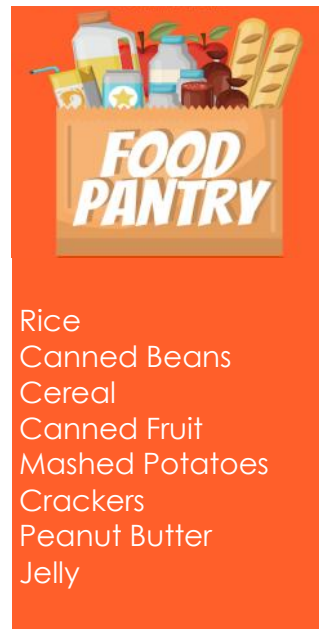 FOOD
PANTRY
Rice
Canned Beans
Cereal
Canned Fruit
Mashed Potatoes
Crackers
Peanut Butter
Jelly